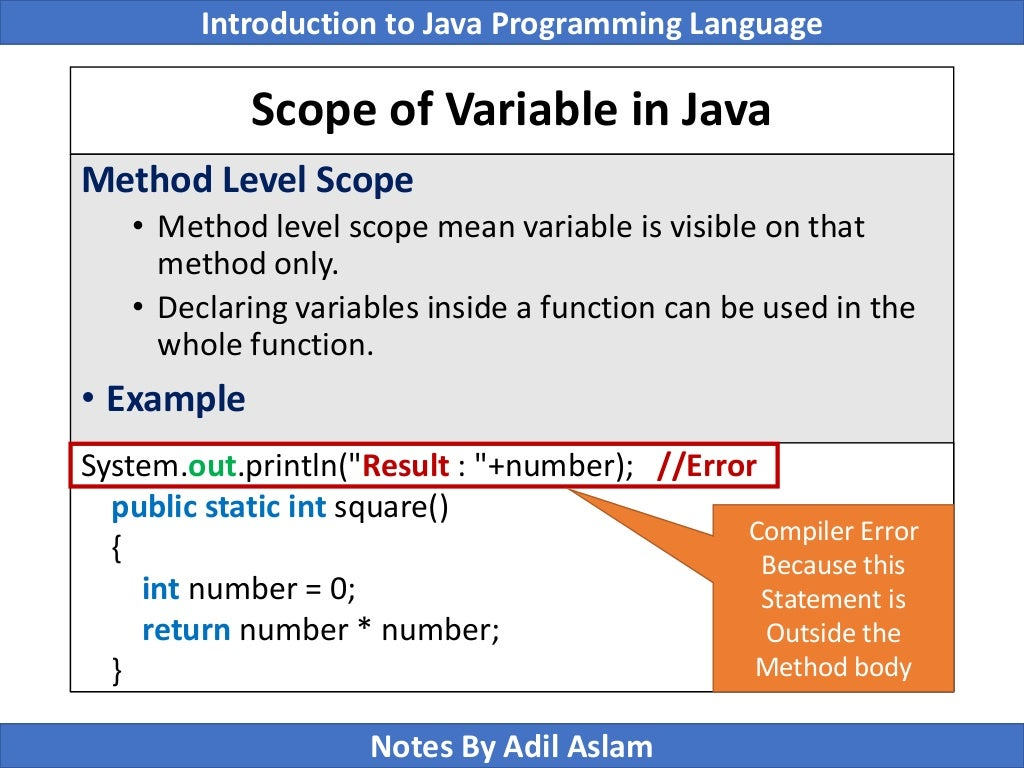 Introduction to Java Programming Language
Scope of Variable in Java
Method Level Scope
• Method level scope mean variable is visible on that
method only.
• Declaring variables inside a function can be used in the
whole function.
• Example
System.out.println("Result : "+number); //Error
public static int square()
{
int number = 0;
return number * number;
}
Compiler Error
Because this
Statement is
Outside the
Method body
Notes By Adil Aslam